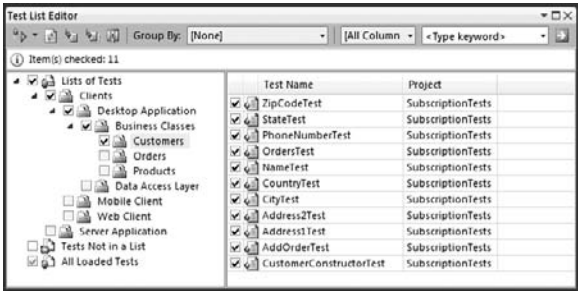 Test List Editor
Group By: [None] [All Column <Type keyword>
Item(s) checked: 11
Lists of Tests
Clients
Desktop Application
Business Classes
Customers
Orders
Products
Data Access Layer
Mobile Client
Web Client
Server Application
Tests Not in a List
All Loaded Tests
Test Name Project
ZipCodeTest SubscriptionTests
StateTest SubscriptionTests
PhoneNumberTest SubscriptionTests
OrdersTest SubscriptionTests
NameTest SubscriptionTests
CountryTest SubscriptionTests
CityTest SubscriptionTests
Address2Test SubscriptionTests
Address1Test SubscriptionTests
AddOrderTest SubscriptionTests
CustomerConstructorTest SubscriptionTests